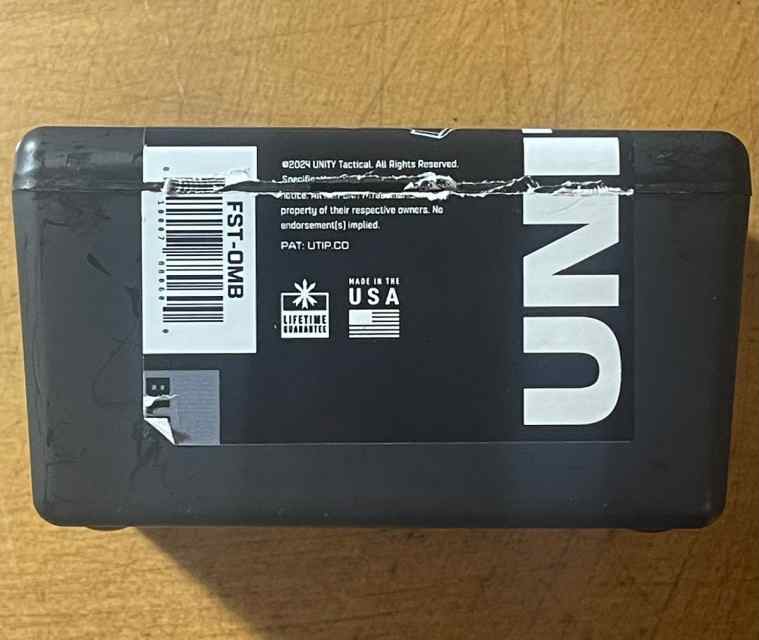 ©2024 UNITY Tactical. All Rights Reserved.
property of their respective owners. No
endorsement(s) implied.
PAT: UTIP.CO
MADE IN THE
USA
LIFETIME
GUARANTEE
FST-OMB
UNI